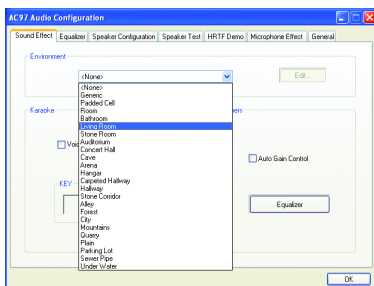 AC97 Audio Configuration
Sound Effect Equalizer Speaker Configuration Speaker Test HRTF Demo Microphone Effect General
Environment
<None>
Edit...
<None>
Generic
Padded Cell
Room
Bathroom
Living Room
Stone Room
Auditorium
Concert Hall
Cave
Arena
Hangar
Carpeted Hallway
Hallway
Stone Corridor
Alley
Forest
City
Mountains
Quarry
Plain
Parking Lot
Sewer Pipe
Under Water
Karaoke
KEY
Auto Gain Control
Equalizer
OK